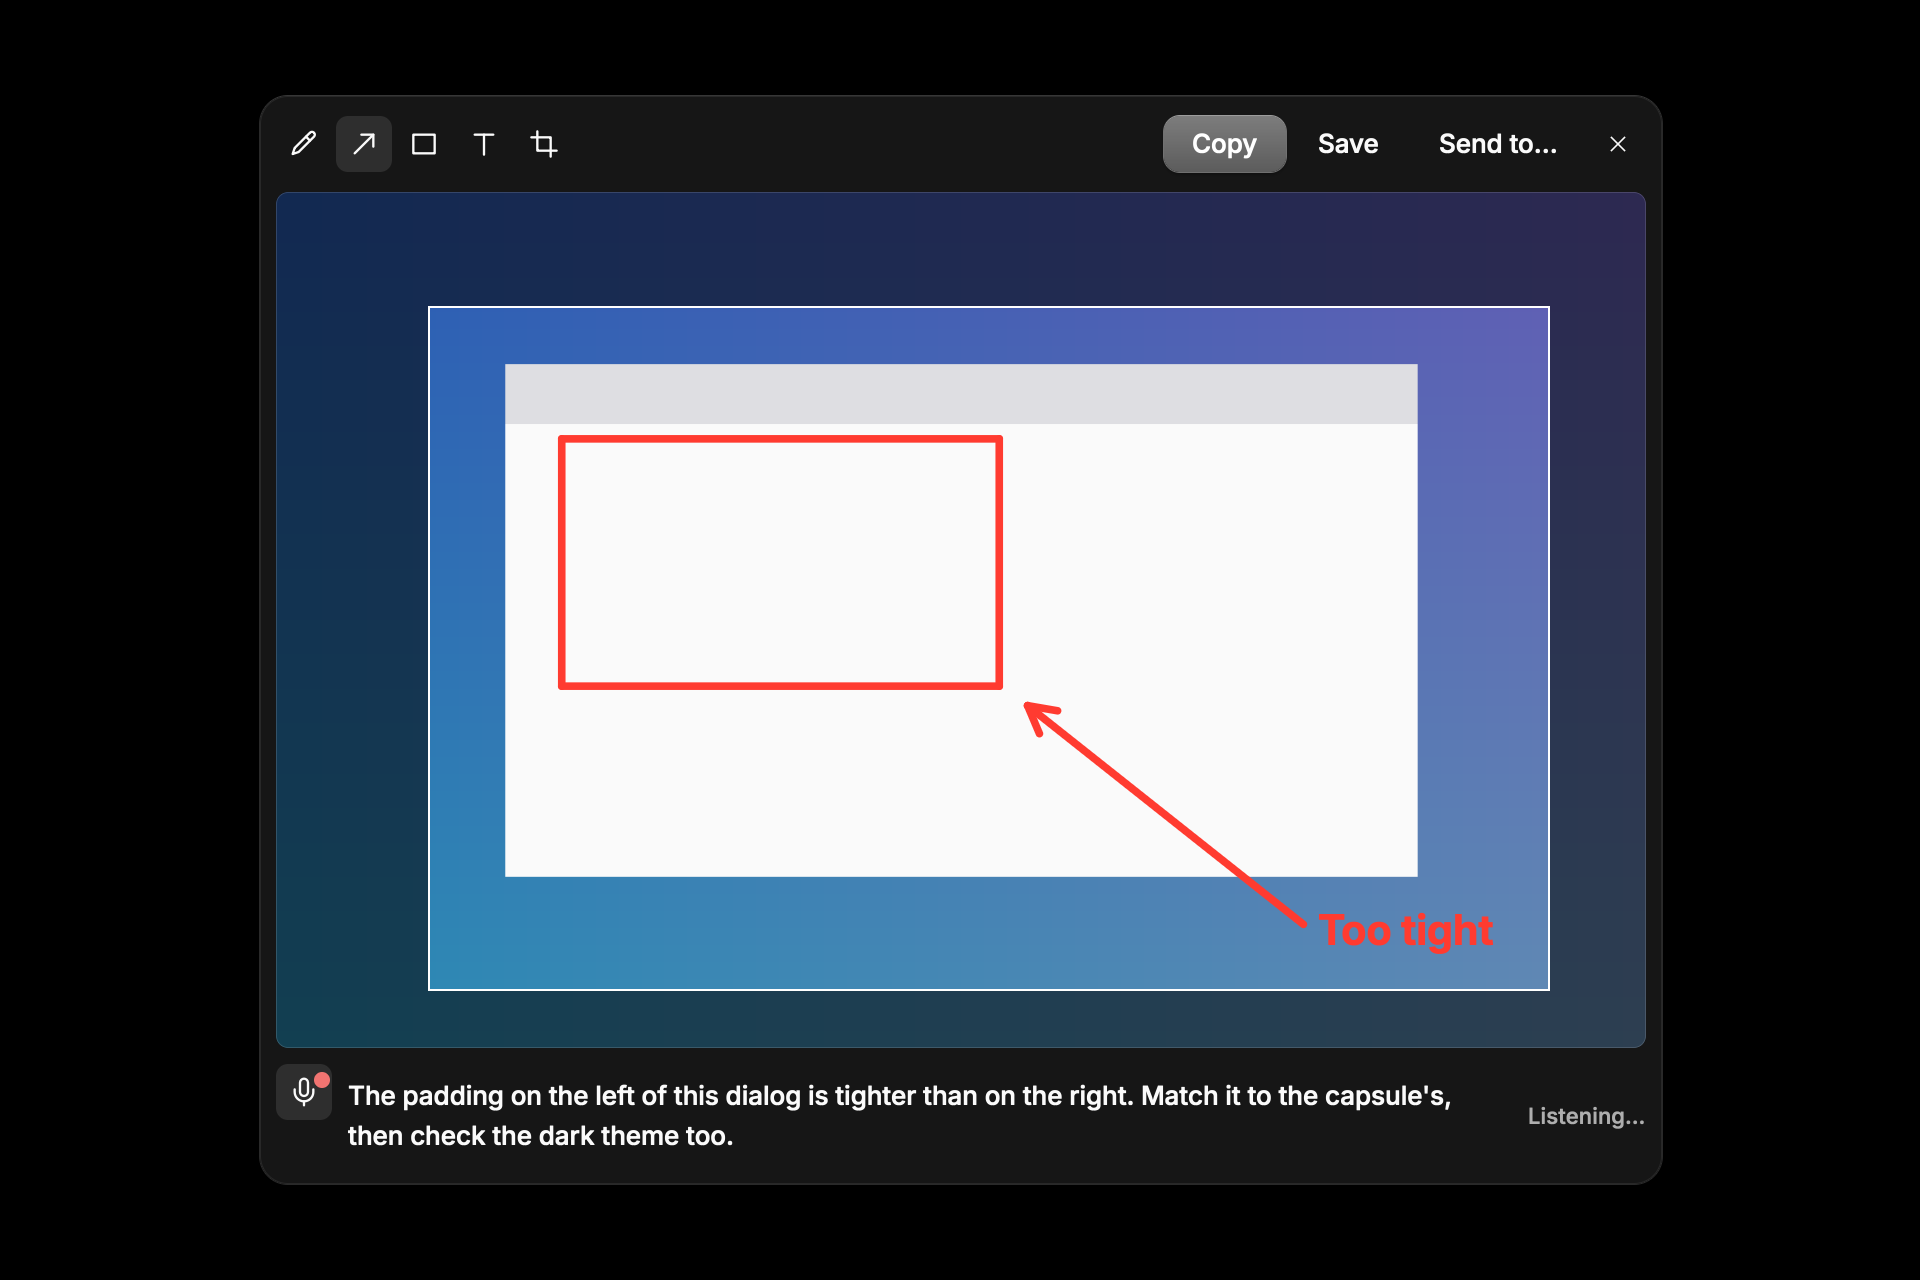 Copy Save Send to...
Too tight
The padding on the left of this dialog is tighter than on the right. Match it to the capsule's,
then check the dark theme too.
Listening...